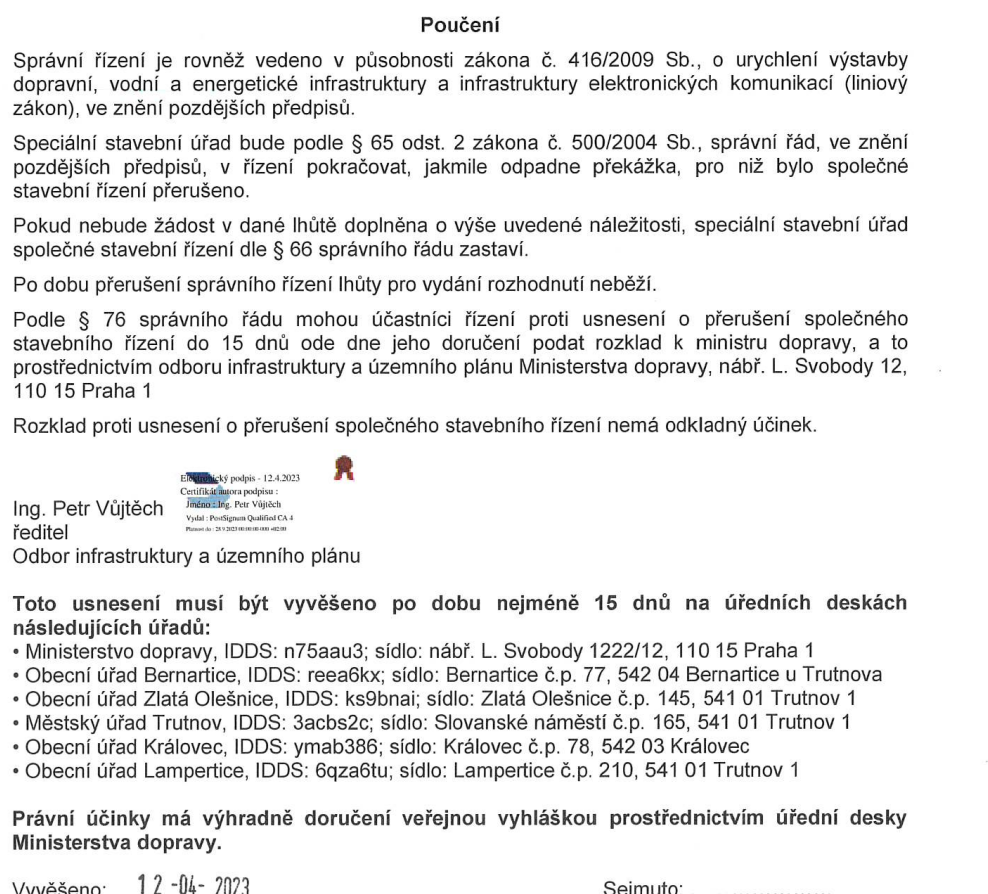 Poučení
Správní řízení je rovněž vedeno v působnosti zákona č. 416/2009 Sb., o urychlení výstavby
dopravní, vodní a energetické infrastruktury a infrastruktury elektronických komunikací (liniový
zákon), ve znění pozdějších předpisů.
Speciální stavební úřad bude podle § 65 odst. 2 zákona č. 500/2004 Sb., správní řád, ve znění
pozdějších předpisů, v řízení pokračovat, jakmile odpadne překážka, pro niž bylo společné
stavební řízení přerušeno.
Pokud nebude žádost v dané lhůtě doplněna o výše uvedené náležitosti, speciální stavební úřad
společné stavební řízení dle § 66 správního řádu zastaví.
Po dobu přerušení správního řízení lhůty pro vydání rozhodnutí neběží.
Podle § 76 správního řádu mohou účastníci řízení proti usnesení o přerušení společného
stavebního řízení do 15 dnů ode dne jeho doručení podat rozklad k ministru dopravy, a to
prostřednictvím odboru infrastruktury a územního plánu Ministerstva dopravy, nábř. L. Svobody 12,
110 15 Praha 1
Rozklad proti usnesení o přerušení společného stavebního řízení nemá odkladný účinek.
Elektronický podpis - 12.4.2023
Certifikát autora podpisu :
Jméno : Ing. Petr Vůjtěch
Vydal : PostSignum Qualified CA 4
Platnost do : 28.9.2023 00:00:00-000 +02:00
Ing. Petr Vůjtěch
ředitel
Odbor infrastruktury a územního plánu
Toto usnesení musí být vyvěšeno po dobu nejméně 15 dnů na úředních deskách
následujících úřadů:
• Ministerstvo dopravy, IDDS: n75aau3; sídlo: nábř. L. Svobody 1222/12, 110 15 Praha 1
• Obecní úřad Bernartice, IDDS: reea6kx; sídlo: Bernartice č.p. 77, 542 04 Bernartice u Trutnova
• Obecní úřad Zlatá Olešnice, IDDS: ks9bnai; sídlo: Zlatá Olešnice č.p. 145, 541 01 Trutnov 1
• Městský úřad Trutnov, IDDS: 3acbs2c; sídlo: Slovanské náměstí č.p. 165, 541 01 Trutnov 1
• Obecní úřad Královec, IDDS: ymab386; sídlo: Královec č.p. 78, 542 03 Královec
• Obecní úřad Lampertice, IDDS: 6qza6tu; sídlo: Lampertice č.p. 210, 541 01 Trutnov 1
Právní účinky má výhradně doručení veřejnou vyhláškou prostřednictvím úřední desky
Ministerstva dopravy.
Vyvěšeno: 12 -04- 2023 Sejmuto: